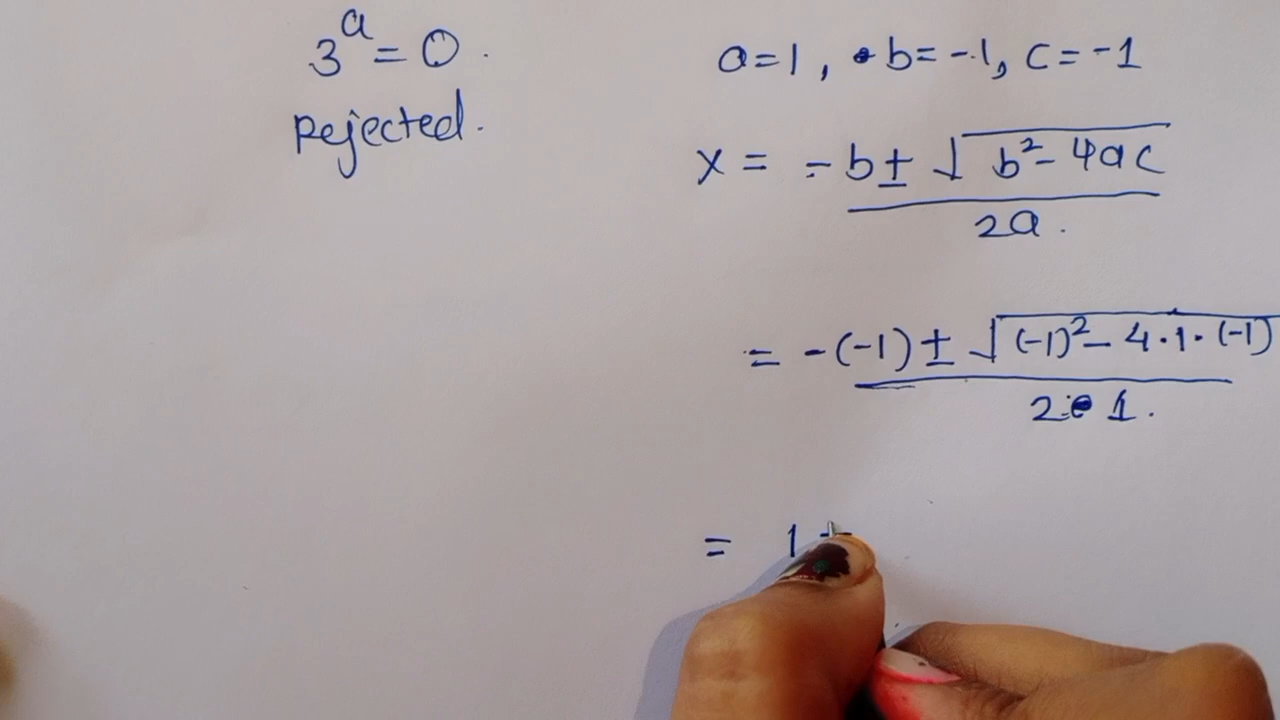 3^a = 0.
Rejected.
a=1, b=-1, c=-1
x = -b ± √(b² - 4ac)
2a.
= -(-1) ± √((-1)² - 4·1·(-1))
2·1.
= 1